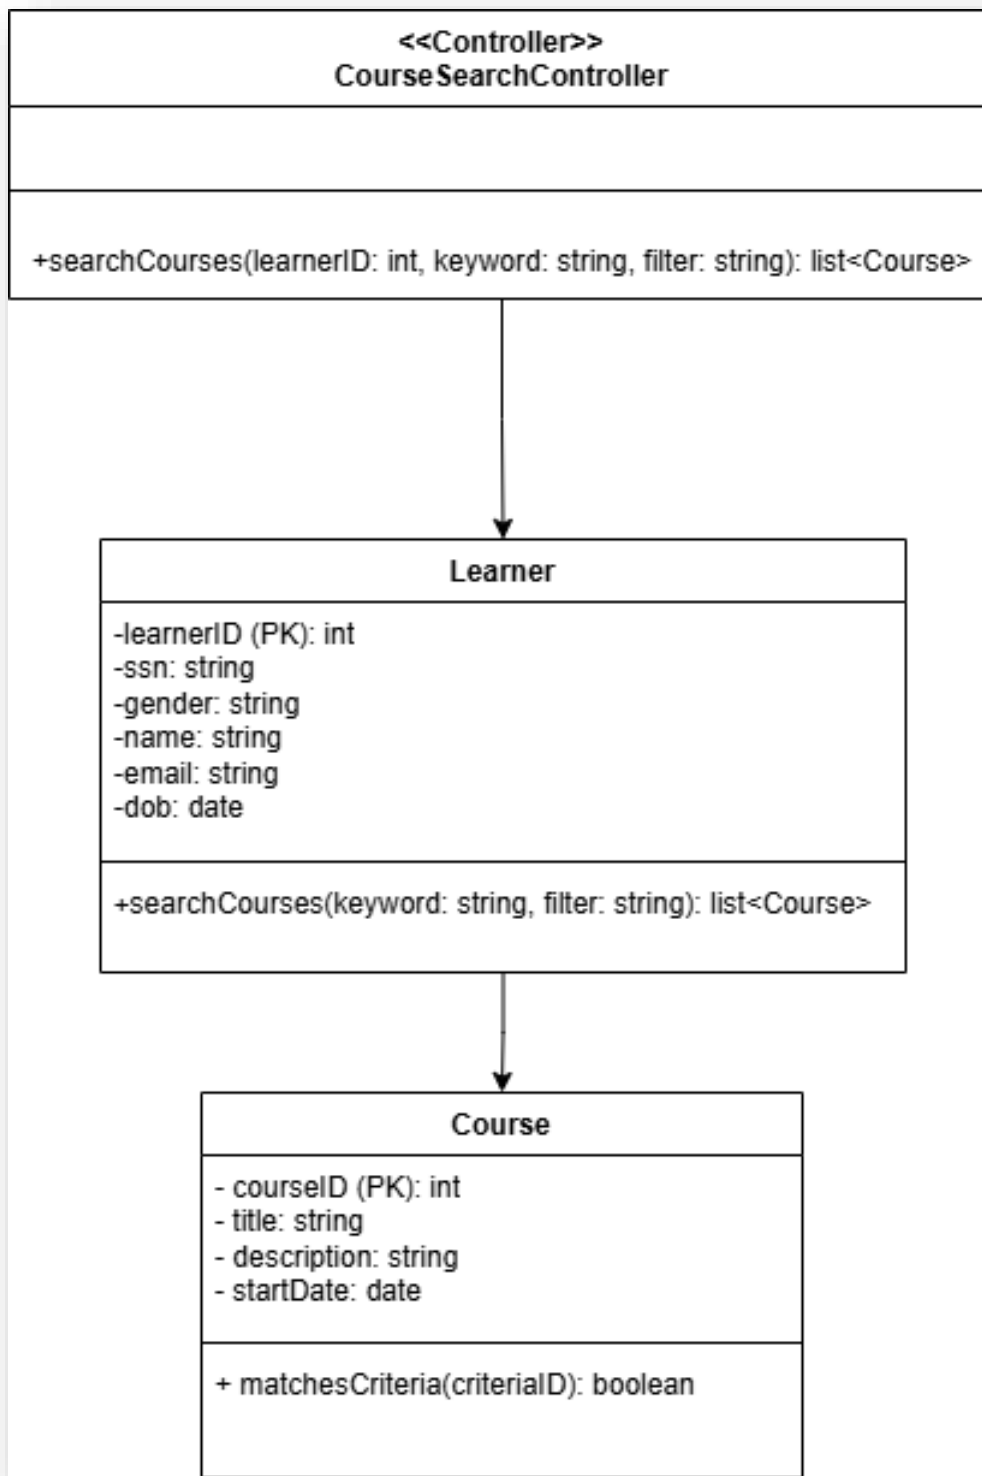 <<Controller>>
CourseSearchController
+searchCourses(learnerID: int, keyword: string, filter: string): list<Course>
Learner
-learnerID (PK): int
-ssn: string
-gender: string
-name: string
-email: string
-dob: date
+searchCourses(keyword: string, filter: string): list<Course>
Course
- courseID (PK): int
- title: string
- description: string
- startDate: date
+ matchesCriteria(criteriaID): boolean